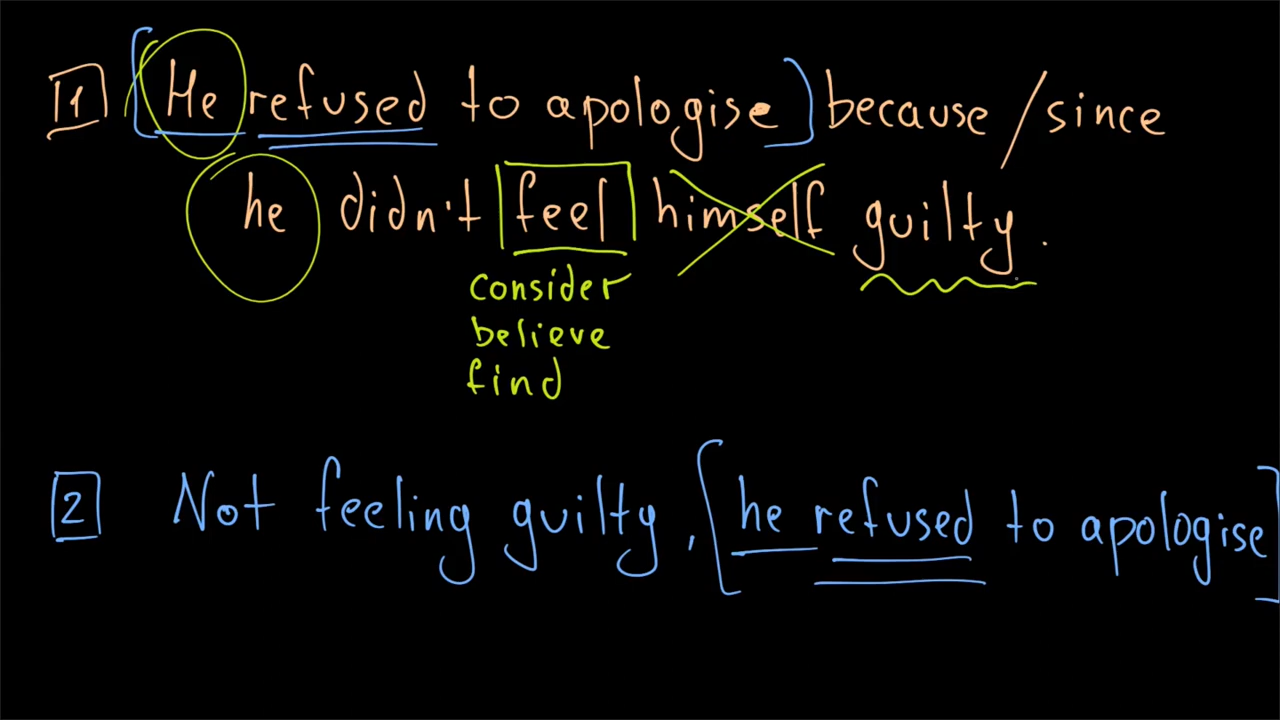 1 He refused to apologise because / since
he didn't feel himself guilty.
consider
believe
find
2 Not feeling guilty, he refused to apologise